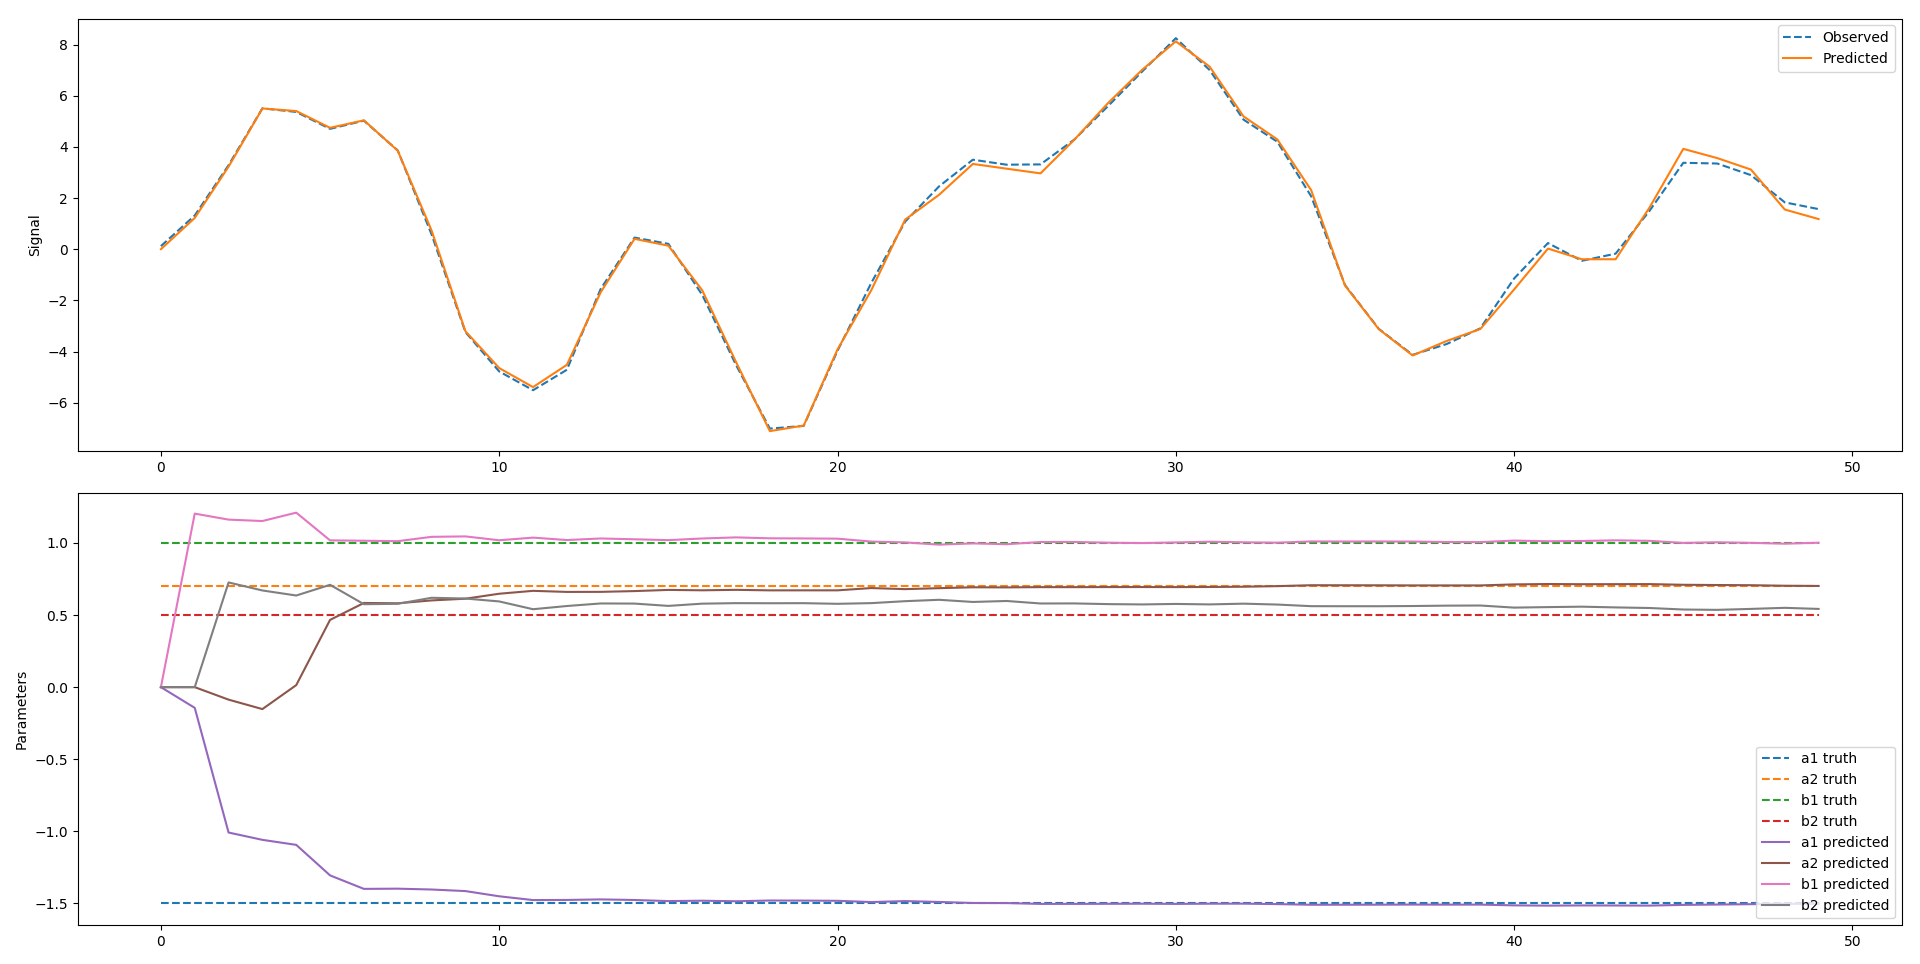 8
6
4
2
0
−2
−4
−6
Signal
Observed
Predicted
0
10
20
30
40
50
1.0
0.5
0.0
−0.5
−1.0
−1.5
Parameters
a1 truth
a2 truth
b1 truth
b2 truth
a1 predicted
a2 predicted
b1 predicted
b2 predicted
0
10
20
30
40
50